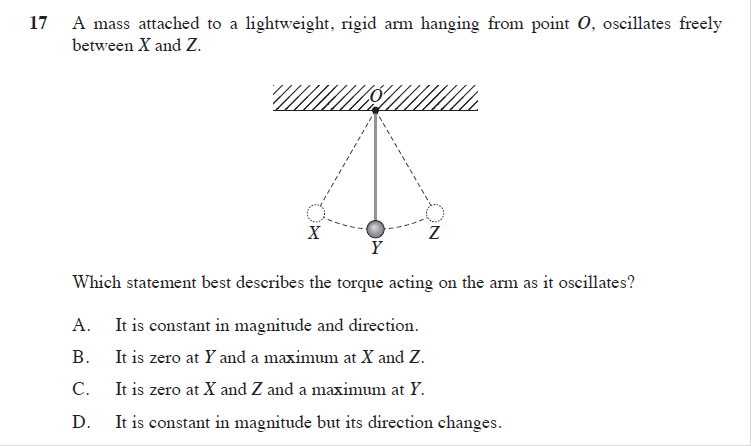 17 A mass attached to a lightweight, rigid arm hanging from point O, oscillates freely
between X and Z.
O
X
Z
Y
Which statement best describes the torque acting on the arm as it oscillates?
A. It is constant in magnitude and direction.
B. It is zero at Y and a maximum at X and Z.
C. It is zero at X and Z and a maximum at Y.
D. It is constant in magnitude but its direction changes.